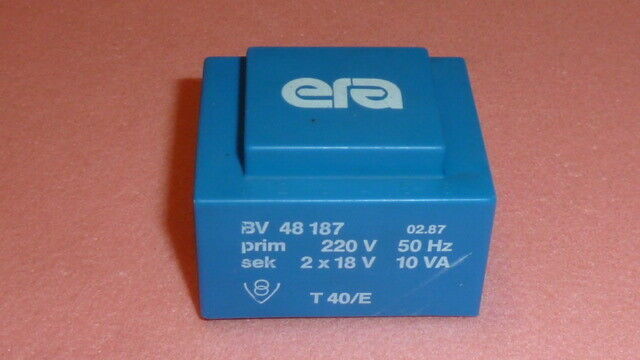 era
BV 48 187 02.87
prim 220 V 50 Hz
sek 2 x 18 V 10 VA
T 40/E